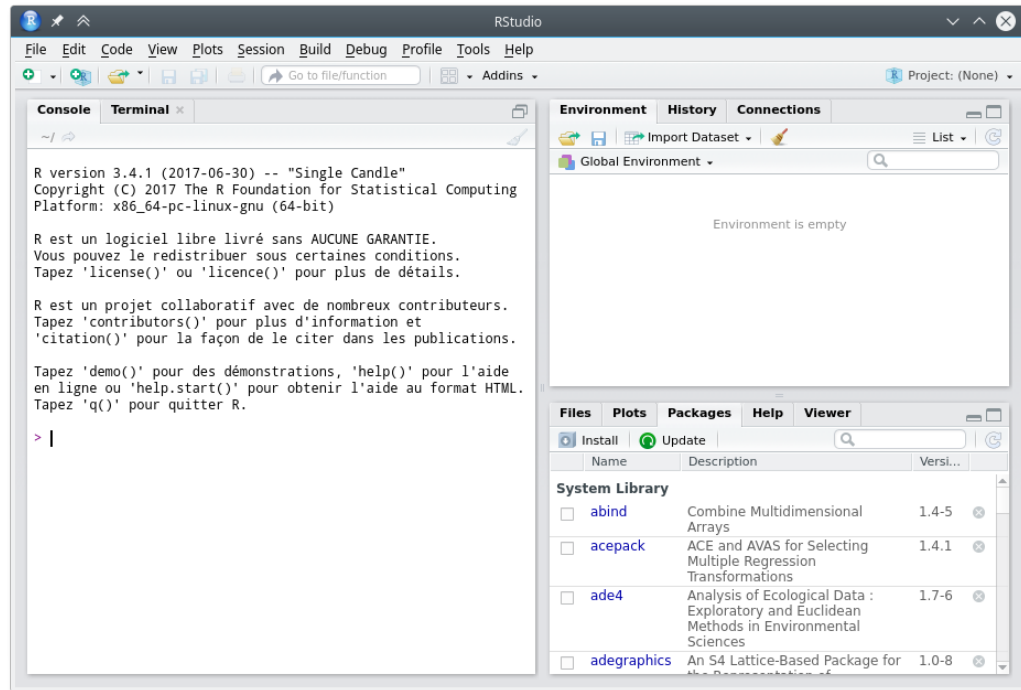 RStudio
File Edit Code View Plots Session Build Debug Profile Tools Help
Go to file/function Addins Project: (None)
Console Terminal
~/
R version 3.4.1 (2017-06-30) -- "Single Candle"
Copyright (C) 2017 The R Foundation for Statistical Computing
Platform: x86_64-pc-linux-gnu (64-bit)
R est un logiciel libre livré sans AUCUNE GARANTIE.
Vous pouvez le redistribuer sous certaines conditions.
Tapez 'license()' ou 'licence()' pour plus de détails.
R est un projet collaboratif avec de nombreux contributeurs.
Tapez 'contributors()' pour plus d'information et
'citation()' pour la façon de le citer dans les publications.
Tapez 'demo()' pour des démonstrations, 'help()' pour l'aide
en ligne ou 'help.start()' pour obtenir l'aide au format HTML.
Tapez 'q()' pour quitter R.
>
Environment History Connections
Import Dataset List
Global Environment
Environment is empty
Files Plots Packages Help Viewer
Install Update
Name Description Versi...
System Library
abind Combine Multidimensional 1.4-5
Arrays
acepack ACE and AVAS for Selecting 1.4.1
Multiple Regression
Transformations
ade4 Analysis of Ecological Data : 1.7-6
Exploratory and Euclidean
Methods in Environmental
Sciences
adegraphics An S4 Lattice-Based Package for 1.0-8
the Representation of